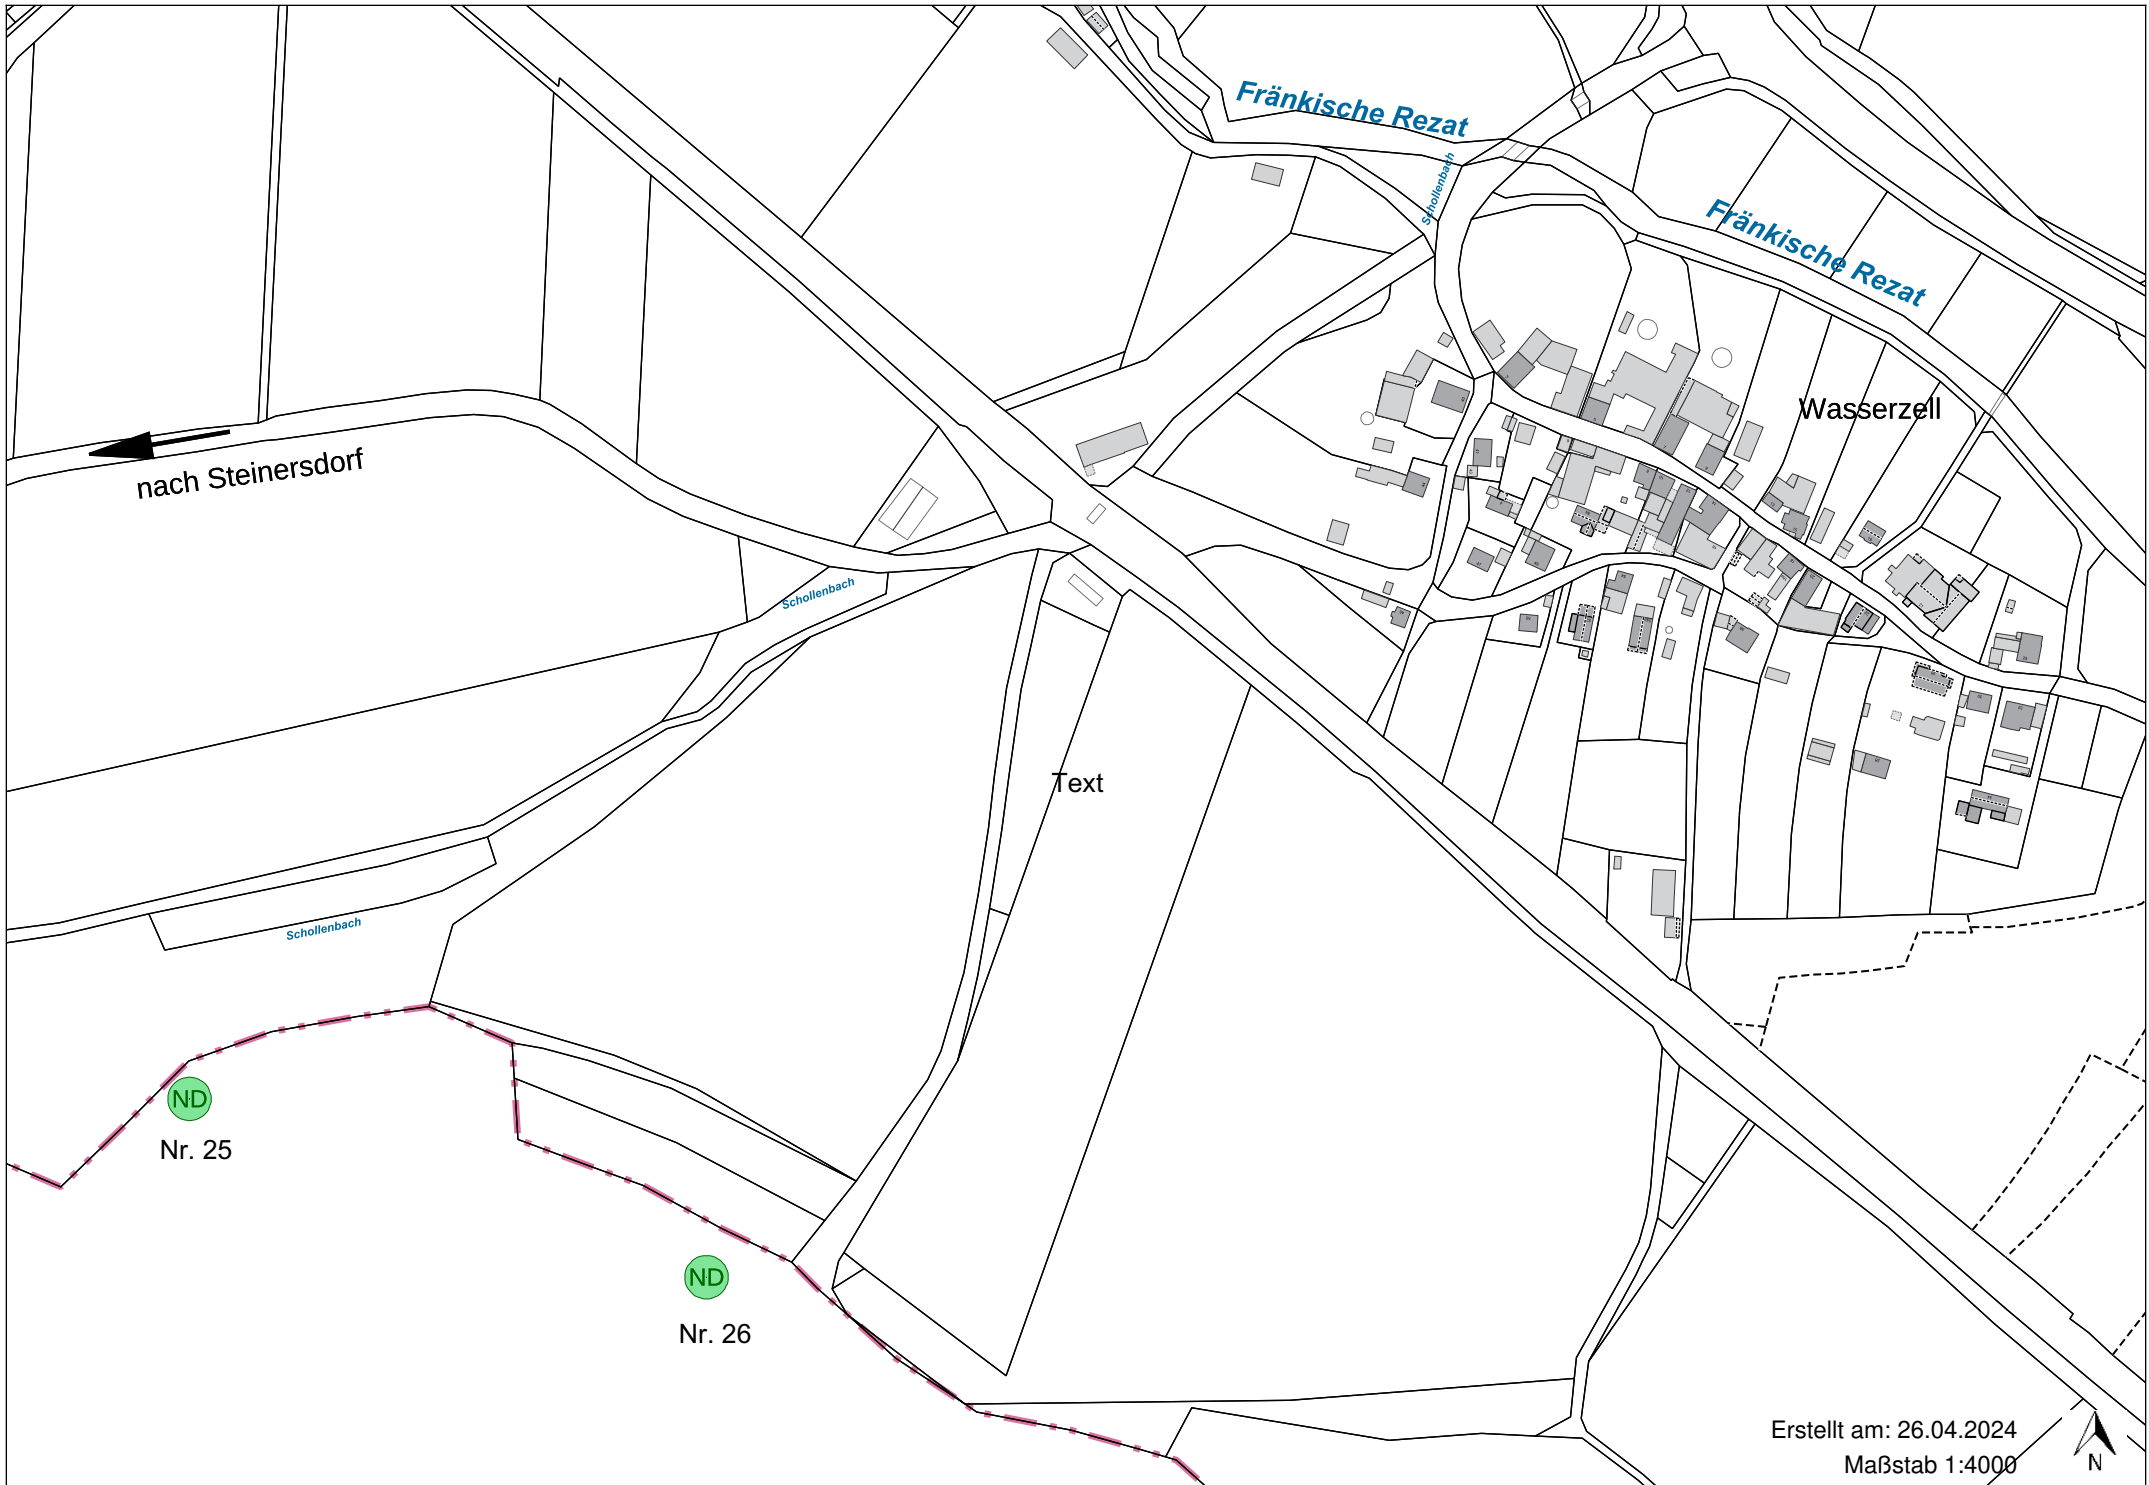 Fränkische Rezat
Schollenbach
Fränkische Rezat
Wasserzell
nach Steinersdorf
Schollenbach
Text
Schollenbach
ND
Nr. 25
ND
Nr. 26
Erstellt am: 26.04.2024
Maßstab 1:4000
N